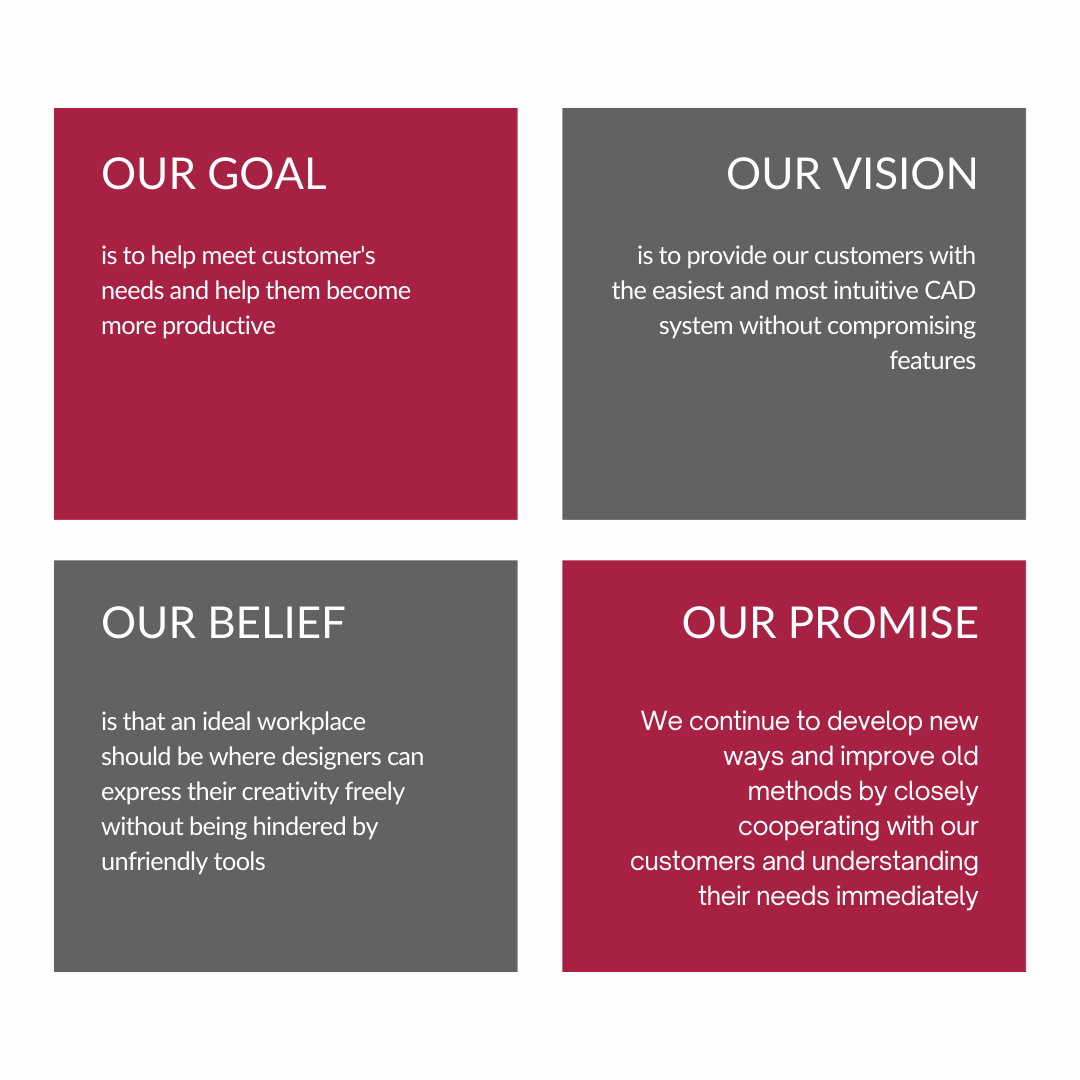 OUR GOAL
is to help meet customer's
needs and help them become
more productive
OUR VISION
is to provide our customers with
the easiest and most intuitive CAD
system without compromising
features
OUR BELIEF
is that an ideal workplace
should be where designers can
express their creativity freely
without being hindered by
unfriendly tools
OUR PROMISE
We continue to develop new
ways and improve old
methods by closely
cooperating with our
customers and understanding
their needs immediately